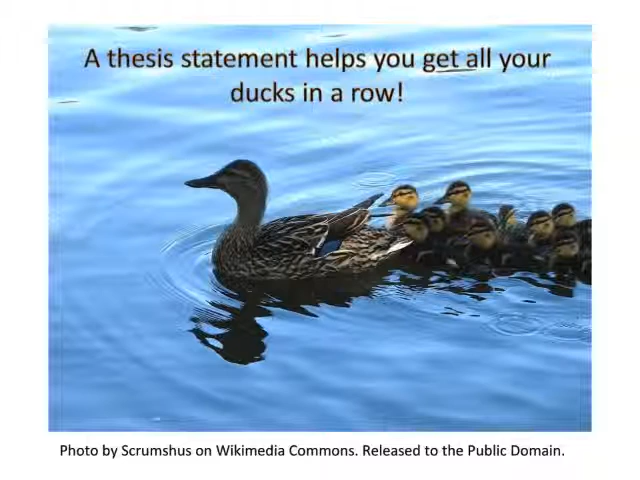 A thesis statement helps you get all your
ducks in a row!
Photo by Scrumshus on Wikimedia Commons. Released to the Public Domain.